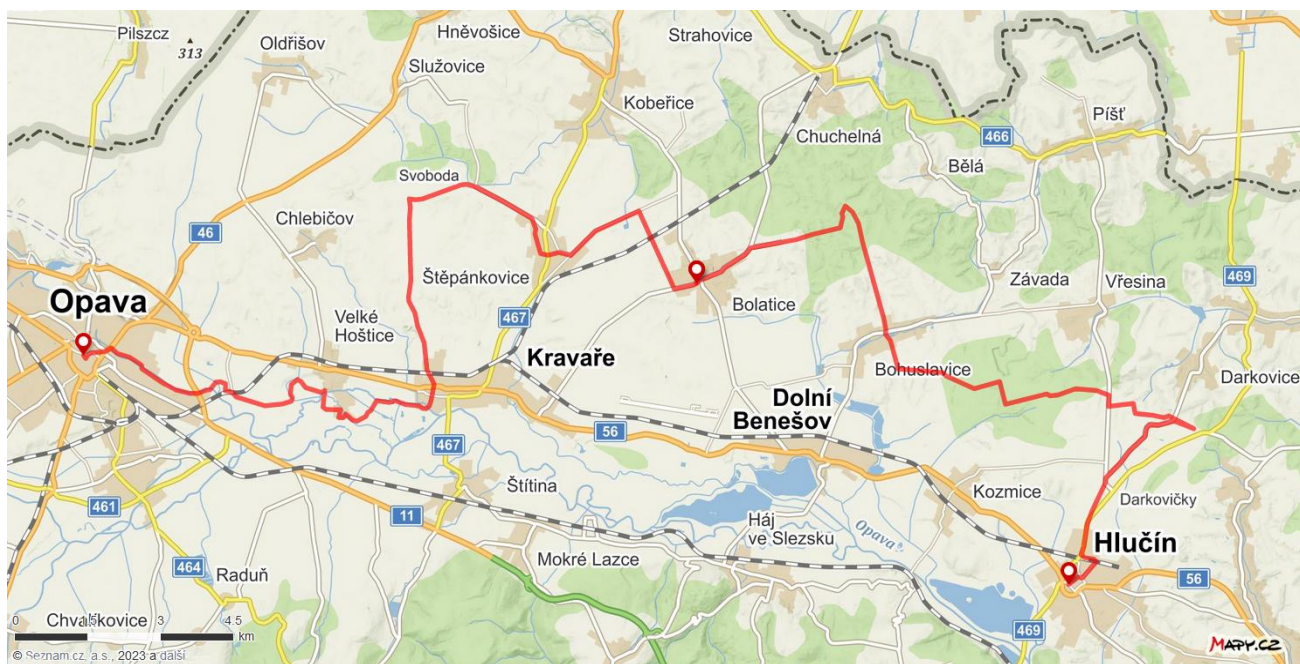 Pilszcz
313
Oldřišov
Hněvošice
Služovice
Strahovice
Kobeřice
Chuchelná
466
Píšť
Bělá
Svoboda
Chlebičov
46
469
Štěpánkovice
467
Závada
Vřesina
Opava
Velké
Hoštice
Bolatice
Kravaře
Bohuslavice
Darkovice
Dolní
Benešov
56
467
461
Štítina
Kozmice
Darkovičky
11
Háj
ve Slezsku
Opava
Hlučín
Mokré Lazce
464
Raduň
56
469
Chvalíkovice
0 1,5 3 4.5
km
© Seznam.cz, a.s., 2023 a další
MAPY.CZ